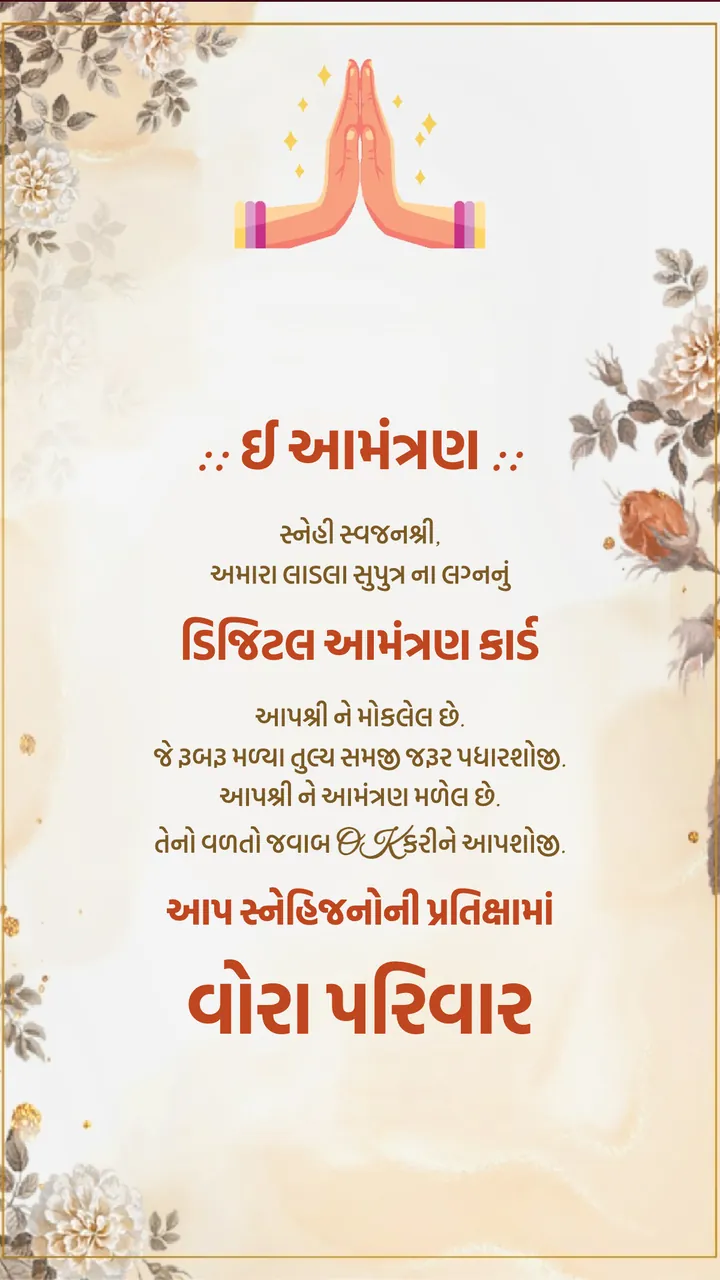 .: ઈ આમંત્રણ .:
સ્નેહી સ્વજનશ્રી,
અમારા લાડલા સુપુત્ર ના લગ્નનું
ડિજિટલ આમંત્રણ કાર્ડ
આપશ્રી ને મોકલેલ છે.
જે રૂબરૂ મળ્યા તુલ્ય સમજી જરૂર પધારશોજી.
આપશ્રી ને આમંત્રણ મળેલ છે.
તેનો વળતો જવાબ OK કરીને આપશોજી.
આપ સ્નેહિજનોની પ્રતિક્ષામાં
વોરા પરિવાર